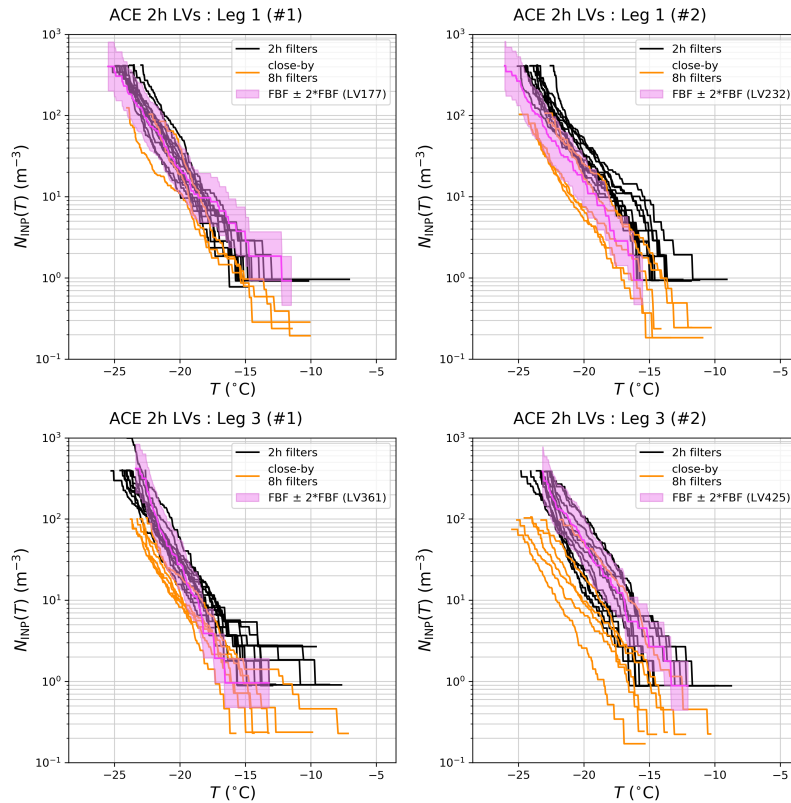 ACE 2h LVs : Leg 1 (#1)
10³
10²
10¹
10⁰
10⁻¹
N_INP(T) (m⁻³)
2h filters
close-by
8h filters
FBF ± 2*FBF (LV177)
−25 −20 −15 −10 −5
T (°C)
ACE 2h LVs : Leg 1 (#2)
10³
10²
10¹
10⁰
10⁻¹
N_INP(T) (m⁻³)
2h filters
close-by
8h filters
FBF ± 2*FBF (LV232)
−25 −20 −15 −10 −5
T (°C)
ACE 2h LVs : Leg 3 (#1)
10³
10²
10¹
10⁰
10⁻¹
N_INP(T) (m⁻³)
2h filters
close-by
8h filters
FBF ± 2*FBF (LV361)
−25 −20 −15 −10 −5
T (°C)
ACE 2h LVs : Leg 3 (#2)
10³
10²
10¹
10⁰
10⁻¹
N_INP(T) (m⁻³)
2h filters
close-by
8h filters
FBF ± 2*FBF (LV425)
−25 −20 −15 −10 −5
T (°C)